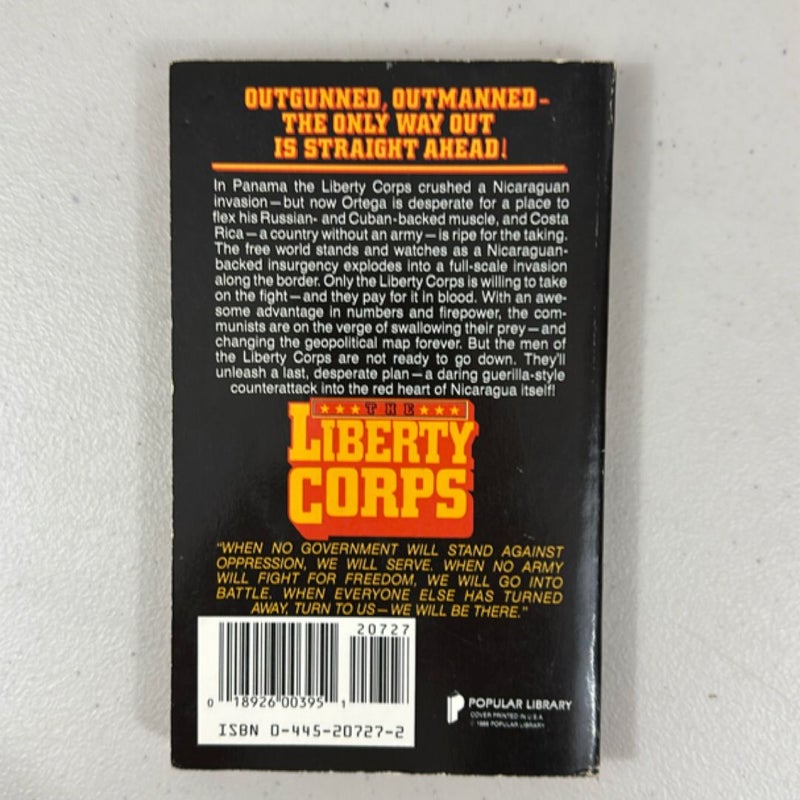 OUTGUNNED, OUTMANNED—
THE ONLY WAY OUT
IS STRAIGHT AHEAD!
In Panama the Liberty Corps crushed a Nicaraguan
invasion—but now Ortega is desperate for a place to
flex his Russian- and Cuban-backed muscle, and Costa
Rica—a country without an army—is ripe for the taking.
The free world stands and watches as a Nicaraguan-
backed insurgency explodes into a full-scale invasion
along the border. Only the Liberty Corps is willing to take
on the fight—and they pay for it in blood. With an awe-
some advantage in numbers and firepower, the com-
munists are on the verge of swallowing their prey—and
changing the geopolitical map forever. But the men of
the Liberty Corps are not ready to go down. They'll
unleash a last, desperate plan—a daring guerilla-style
counterattack into the red heart of Nicaragua itself!
THE
LIBERTY
CORPS
"WHEN NO GOVERNMENT WILL STAND AGAINST
OPPRESSION, WE WILL SERVE. WHEN NO ARMY
WILL FIGHT FOR FREEDOM, WE WILL GO INTO
BATTLE. WHEN EVERYONE ELSE HAS TURNED
AWAY, TURN TO US—WE WILL BE THERE."
20727
0 18926 00395 1
ISBN 0-445-20727-2
POPULAR LIBRARY
COVER PRINTED IN U.S.A.
© POPULAR LIBRARY